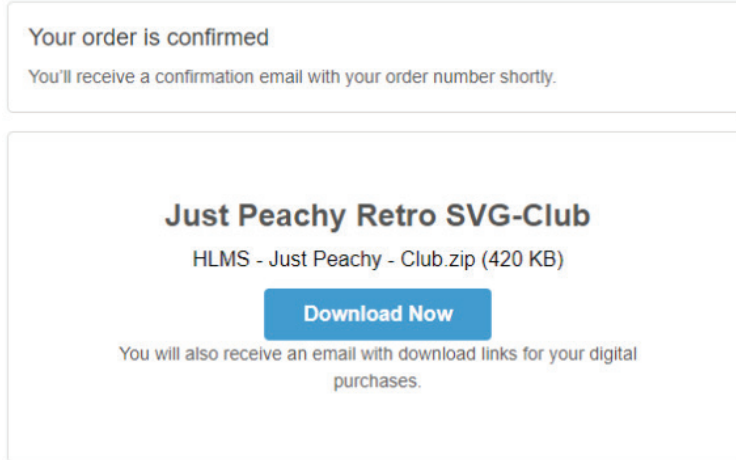 Your order is confirmed
You'll receive a confirmation email with your order number shortly.
Just Peachy Retro SVG-Club
HLMS - Just Peachy - Club.zip (420 KB)
Download Now
You will also receive an email with download links for your digital
purchases.